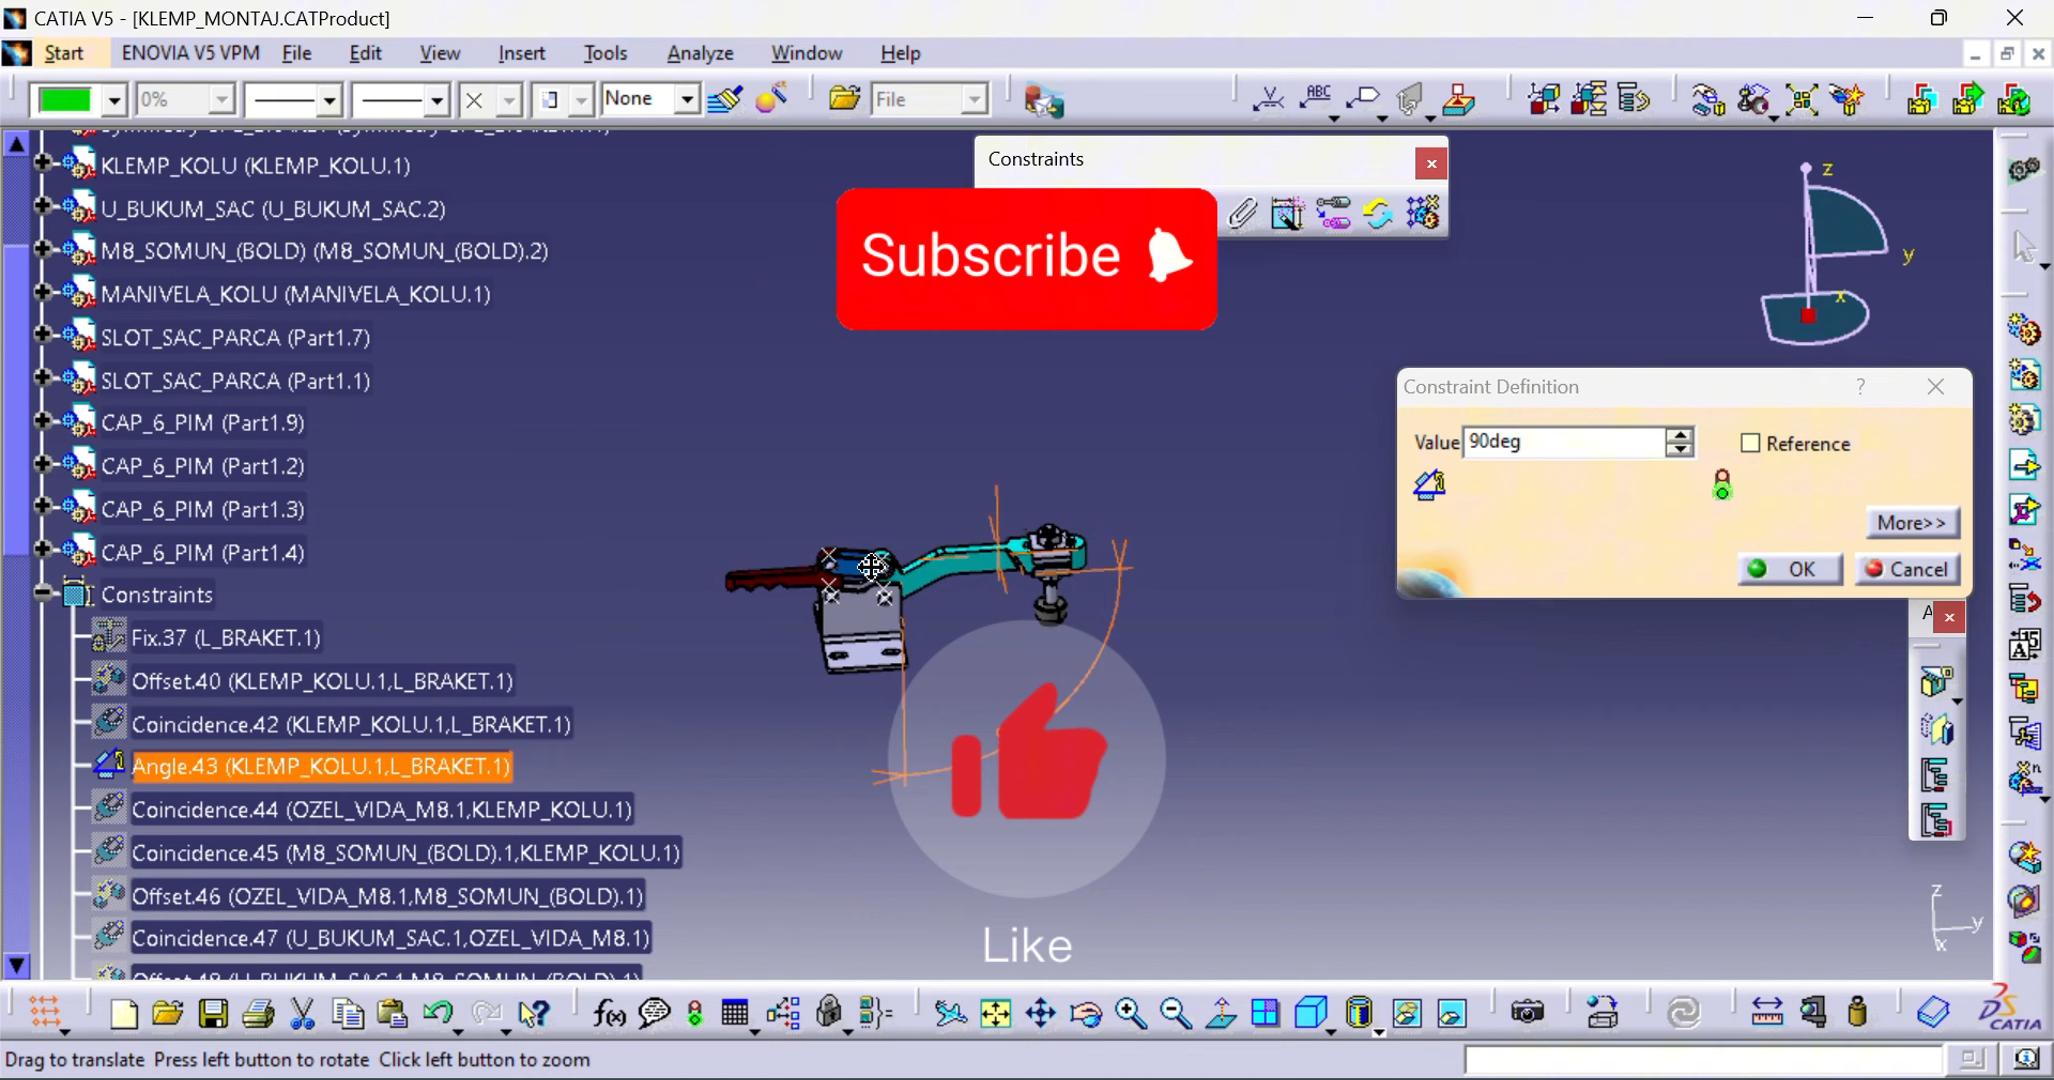 CATIA V5 - [KLEMP_MONTAJ.CATProduct]
Start ENOVIA V5 VPM File Edit View Insert Tools Analyze Window Help
0% None File ABC
KLEMP_KOLU (KLEMP_KOLU.1)
U_BUKUM_SAC (U_BUKUM_SAC.2)
M8_SOMUN_(BOLD) (M8_SOMUN_(BOLD).2)
MANIVELA_KOLU (MANIVELA_KOLU.1)
SLOT_SAC_PARCA (Part1.7)
SLOT_SAC_PARCA (Part1.1)
CAP_6_PIM (Part1.9)
CAP_6_PIM (Part1.2)
CAP_6_PIM (Part1.3)
CAP_6_PIM (Part1.4)
Constraints
Fix.37 (L_BRAKET.1)
Offset.40 (KLEMP_KOLU.1,L_BRAKET.1)
Coincidence.42 (KLEMP_KOLU.1,L_BRAKET.1)
Angle.43 (KLEMP_KOLU.1,L_BRAKET.1)
Coincidence.44 (OZEL_VIDA_M8.1,KLEMP_KOLU.1)
Coincidence.45 (M8_SOMUN_(BOLD).1,KLEMP_KOLU.1)
Offset.46 (OZEL_VIDA_M8.1,M8_SOMUN_(BOLD).1)
Coincidence.47 (U_BUKUM_SAC.1,OZEL_VIDA_M8.1)
Constraints
Subscribe
z
y
x
Constraint Definition ?
Value 90deg Reference
More>>
OK Cancel
A
Like
z
y
x
f(x)
CATIA
Drag to translate Press left button to rotate Click left button to zoom